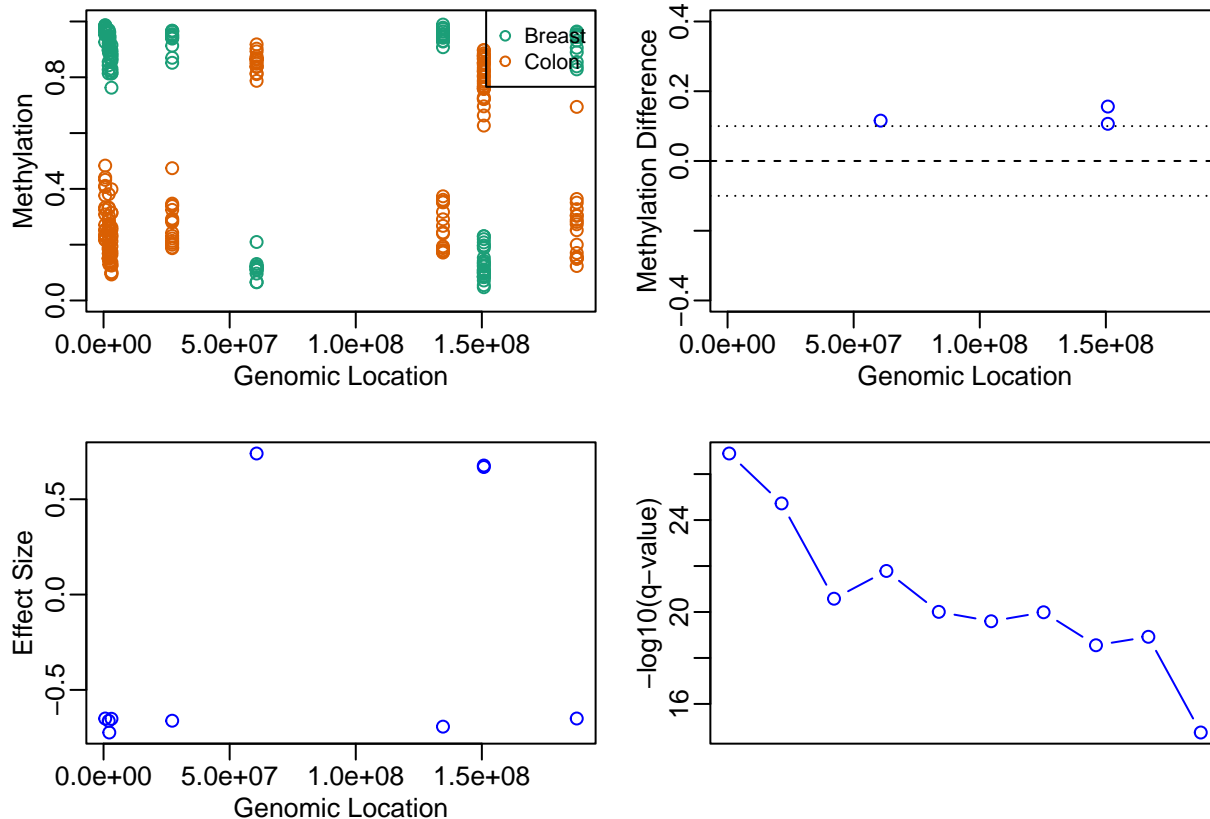 Methylation
0.0 0.4 0.8
Breast
Colon
0.0e+00 5.0e+07 1.0e+08 1.5e+08
Genomic Location
Methylation Difference
−0.4 0.0 0.2 0.4
0.0e+00 5.0e+07 1.0e+08 1.5e+08
Genomic Location
Effect Size
−0.5 0.0 0.5
0.0e+00 5.0e+07 1.0e+08 1.5e+08
Genomic Location
−log10(q−value)
16 20 24